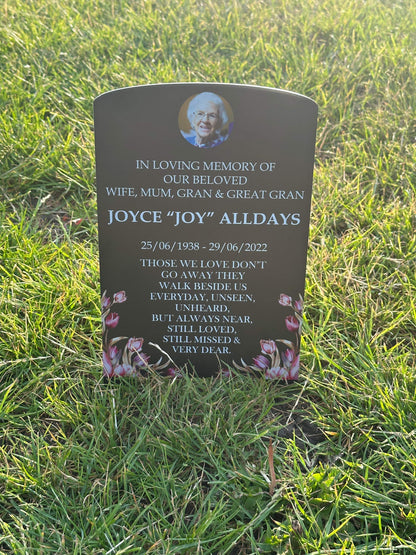 IN LOVING MEMORY OF
OUR BELOVED
WIFE, MUM, GRAN & GREAT GRAN
JOYCE “JOY” ALLDAYS
25/06/1938 - 29/06/2022
THOSE WE LOVE DON'T
GO AWAY THEY
WALK BESIDE US
EVERYDAY, UNSEEN,
UNHEARD,
BUT ALWAYS NEAR,
STILL LOVED,
STILL MISSED &
VERY DEAR.